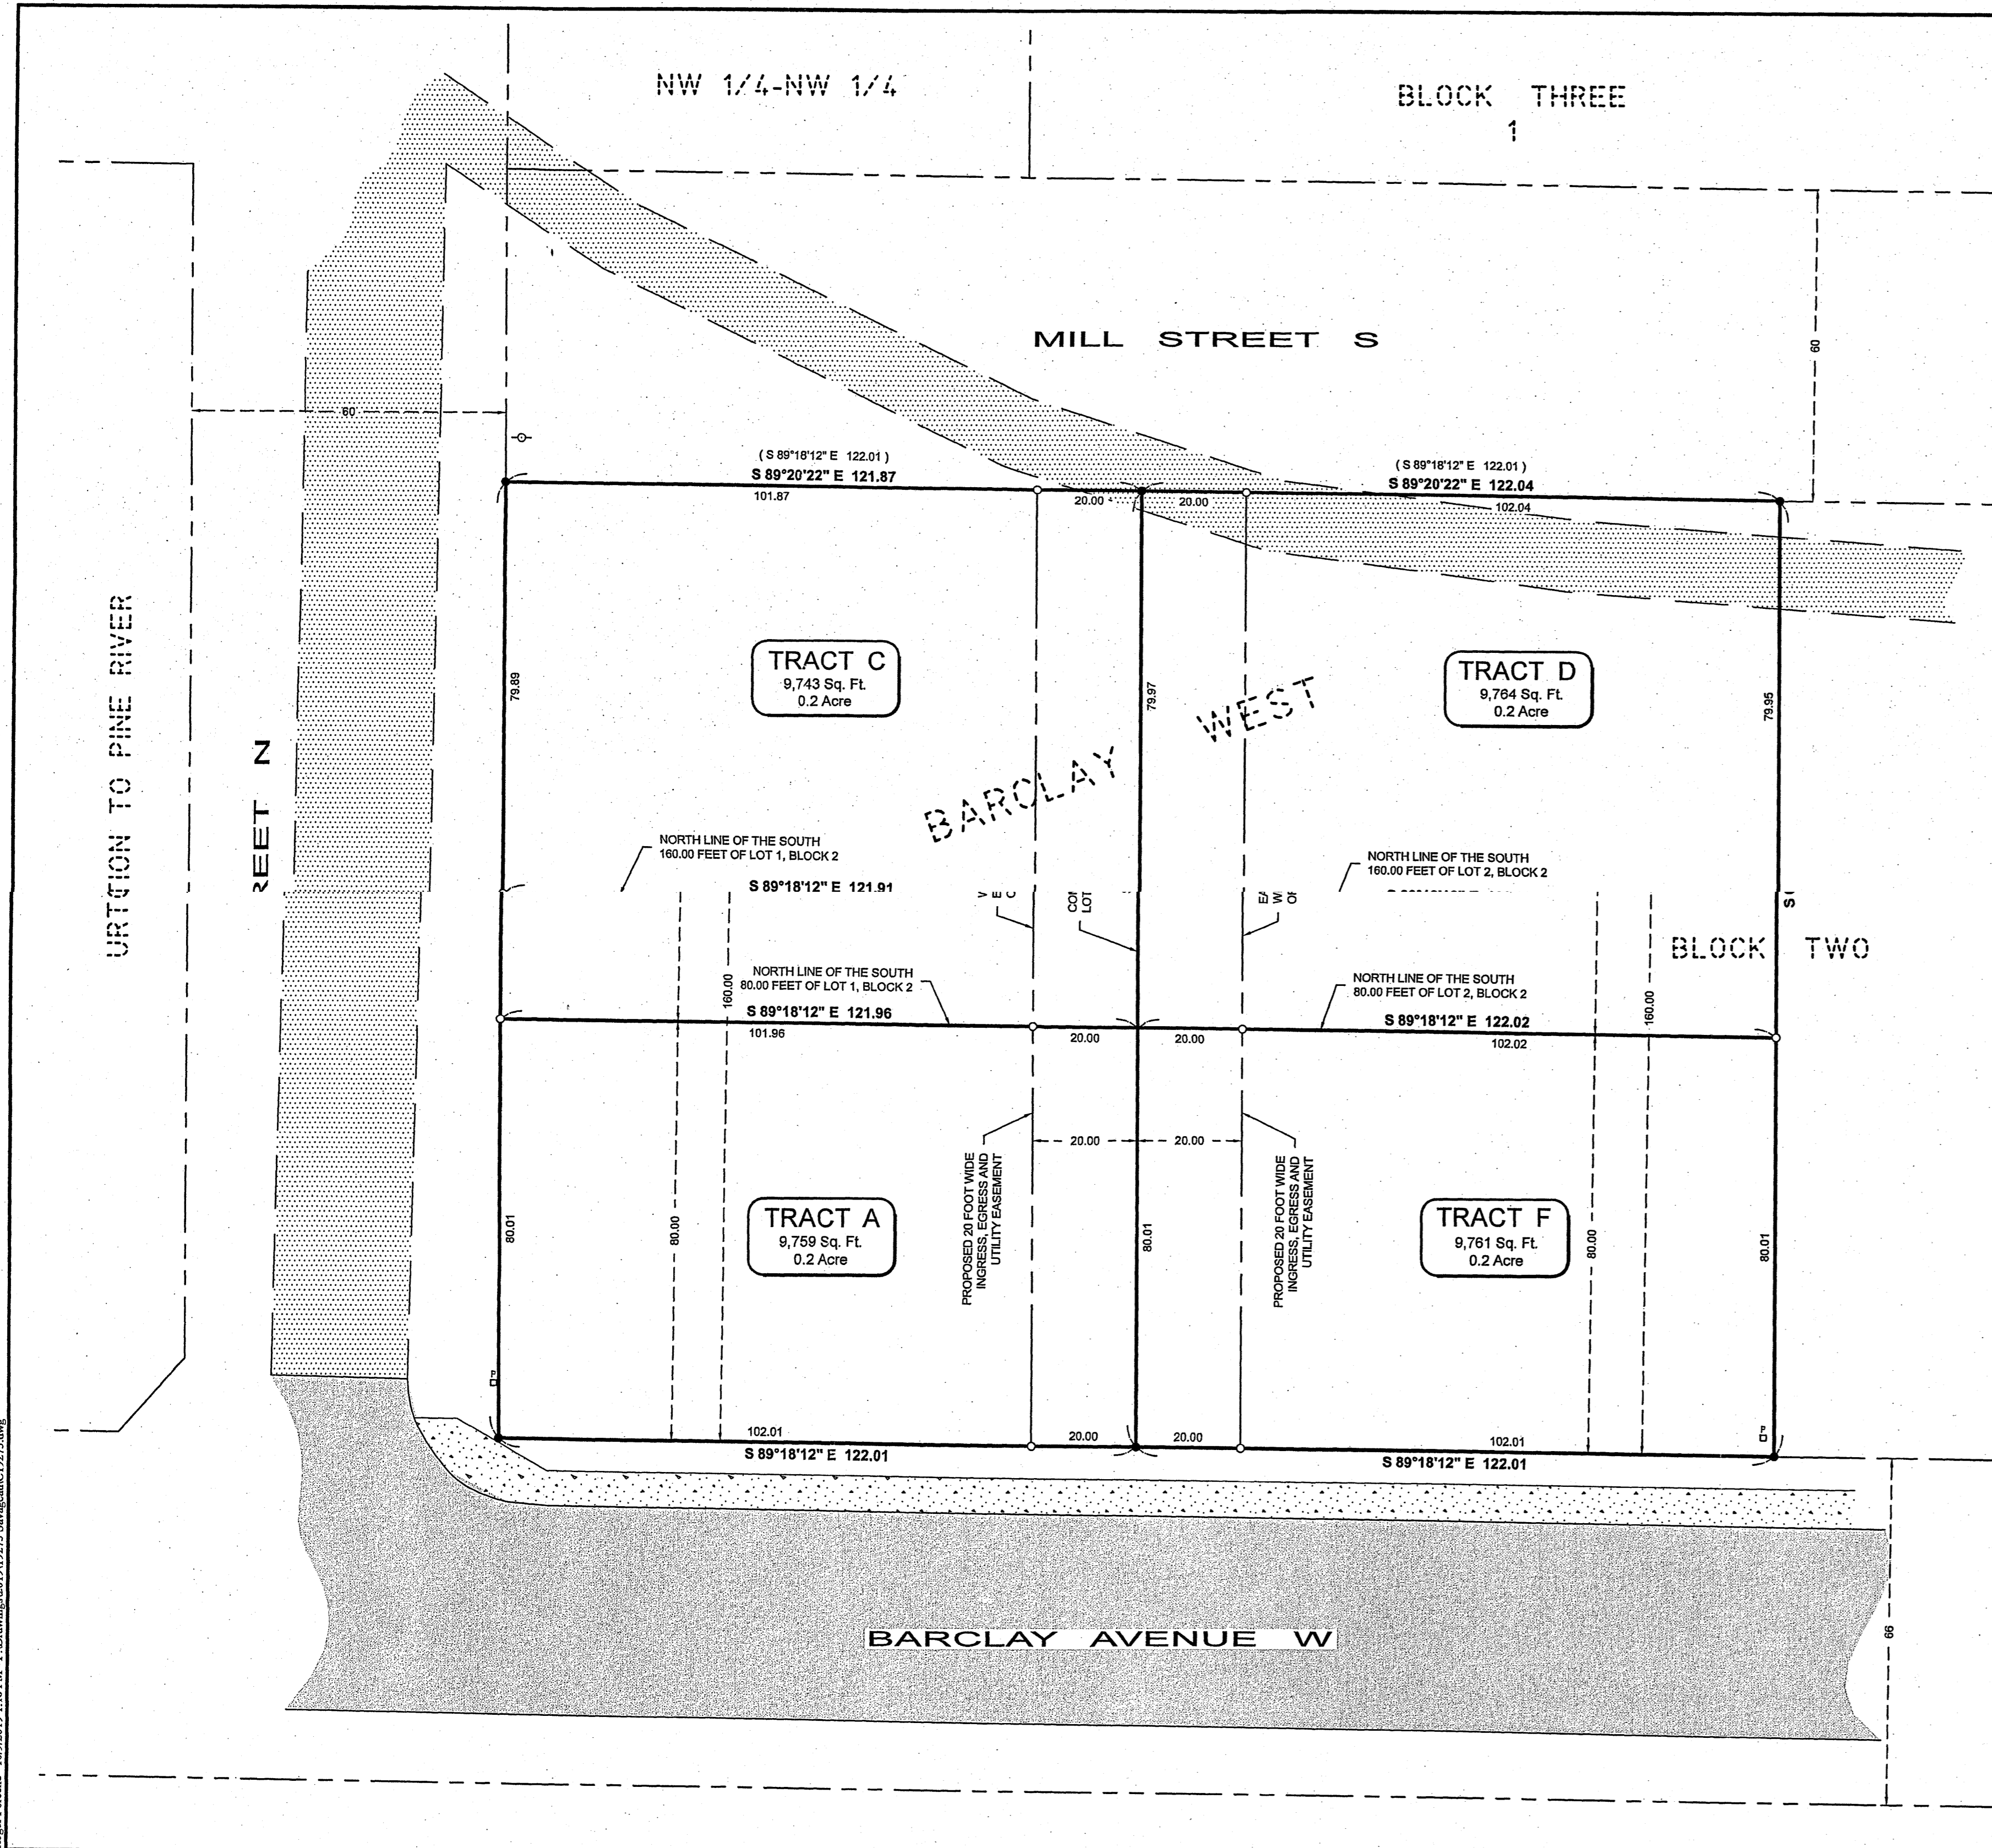 NW 1/4-NW 1/4
BLOCK THREE
1
MILL STREET S
60
60
( S 89°18'12" E 122.01 )
S 89°20'22" E 121.87
101.87
20.00
20.00
( S 89°18'12" E 122.01 )
S 89°20'22" E 122.04
102.04
URTION TO PINE RIVER
REET N
79.89
TRACT C
9,743 Sq. Ft.
0.2 Acre
79.97
BARCLAY WEST
TRACT D
9,764 Sq. Ft.
0.2 Acre
79.95
NORTH LINE OF THE SOUTH
160.00 FEET OF LOT 1, BLOCK 2
S 89°18'12" E 121.91
NORTH LINE OF THE SOUTH
160.00 FEET OF LOT 2, BLOCK 2
LOT
BLOCK TWO
NORTH LINE OF THE SOUTH
80.00 FEET OF LOT 1, BLOCK 2
160.00
S 89°18'12" E 121.96
101.96
20.00
20.00
NORTH LINE OF THE SOUTH
80.00 FEET OF LOT 2, BLOCK 2
160.00
S 89°18'12" E 122.02
102.02
20.00
20.00
PROPOSED 20 FOOT WIDE
INGRESS, EGRESS AND
UTILITY EASEMENT
PROPOSED 20 FOOT WIDE
INGRESS, EGRESS AND
UTILITY EASEMENT
80.01
80.00
TRACT A
9,759 Sq. Ft.
0.2 Acre
80.01
TRACT F
9,761 Sq. Ft.
0.2 Acre
80.00
80.01
P
P
102.01
S 89°18'12" E 122.01
20.00
20.00
102.01
S 89°18'12" E 122.01
BARCLAY AVENUE W
66